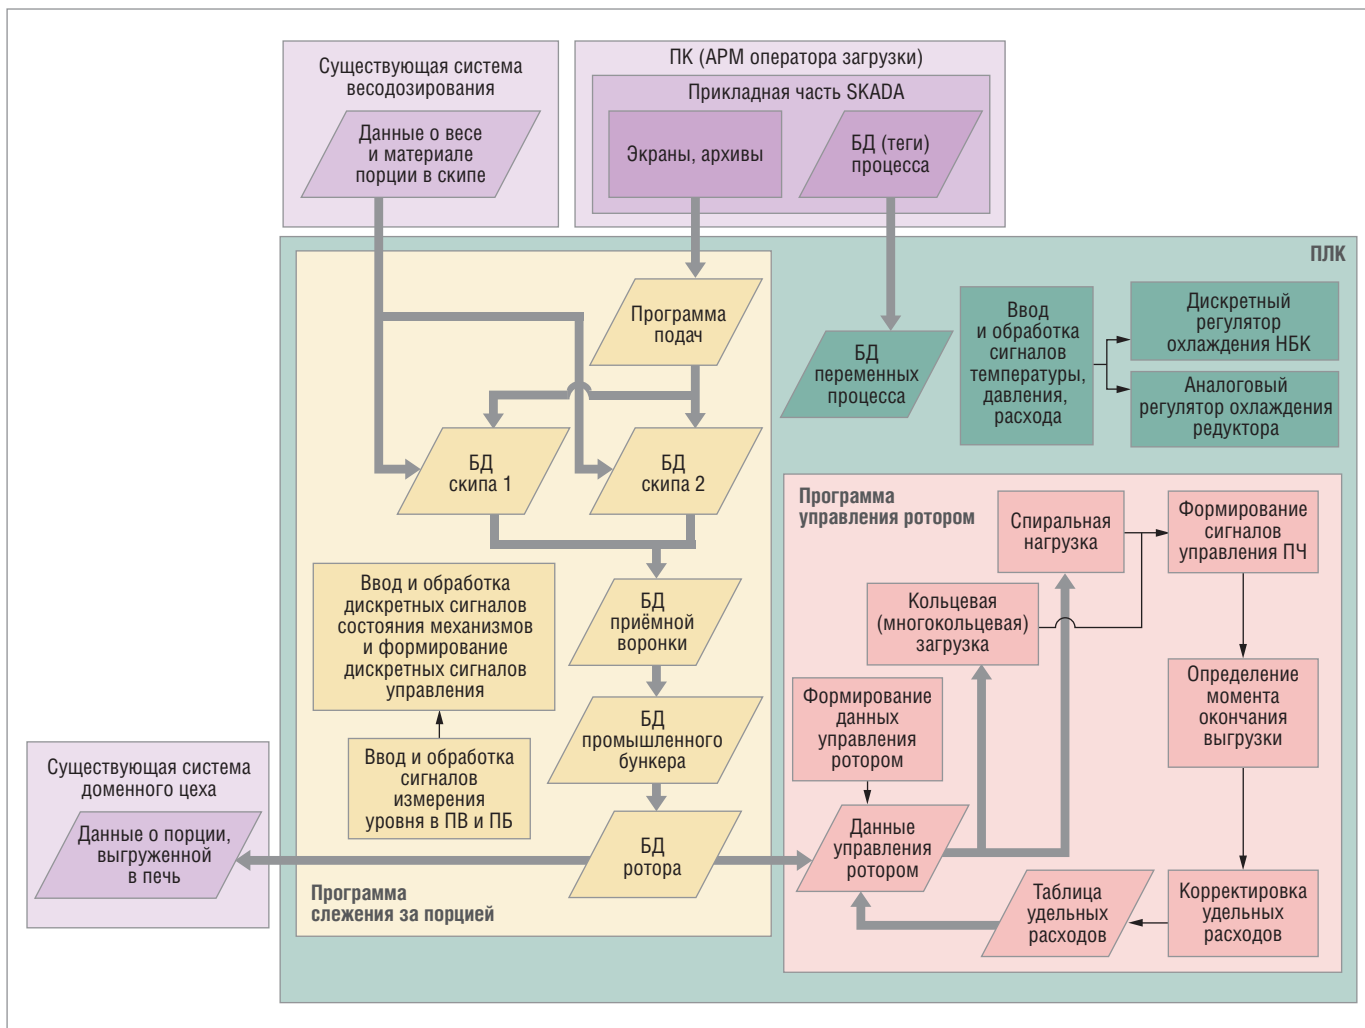 Существующая система
весодозирования
Данные о весе
и материале
порции в скипе
ПК (АРМ оператора загрузки)
Прикладная часть SKADA
Экраны, архивы
БД (теги)
процесса
ПЛК
Программа
подач
БД
переменных
процесса
Ввод
и обработка
сигналов
температуры,
давления,
расхода
Дискретный
регулятор
охлаждения НБК
Аналоговый
регулятор охлаждения
редуктора
БД
скипа 1
БД
скипа 2
Ввод и обработка
дискретных сигналов
состояния механизмов
и формирование
дискретных сигналов
управления
БД
приёмной
воронки
БД
промышленного
бункера
Ввод и обработка
сигналов
измерения
уровня в ПВ и ПБ
БД
ротора
Программа
слежения за порцией
Существующая система
доменного цеха
Данные о порции,
выгруженной
в печь
Программа
управления ротором
Спиральная
нагрузка
Формирование
сигналов
управления ПЧ
Кольцевая
(многокольцевая)
загрузка
Формирование
данных
управления
ротором
Определение
момента
окончания
выгрузки
Данные
управления
ротором
Таблица
удельных
расходов
Корректировка
удельных
расходов